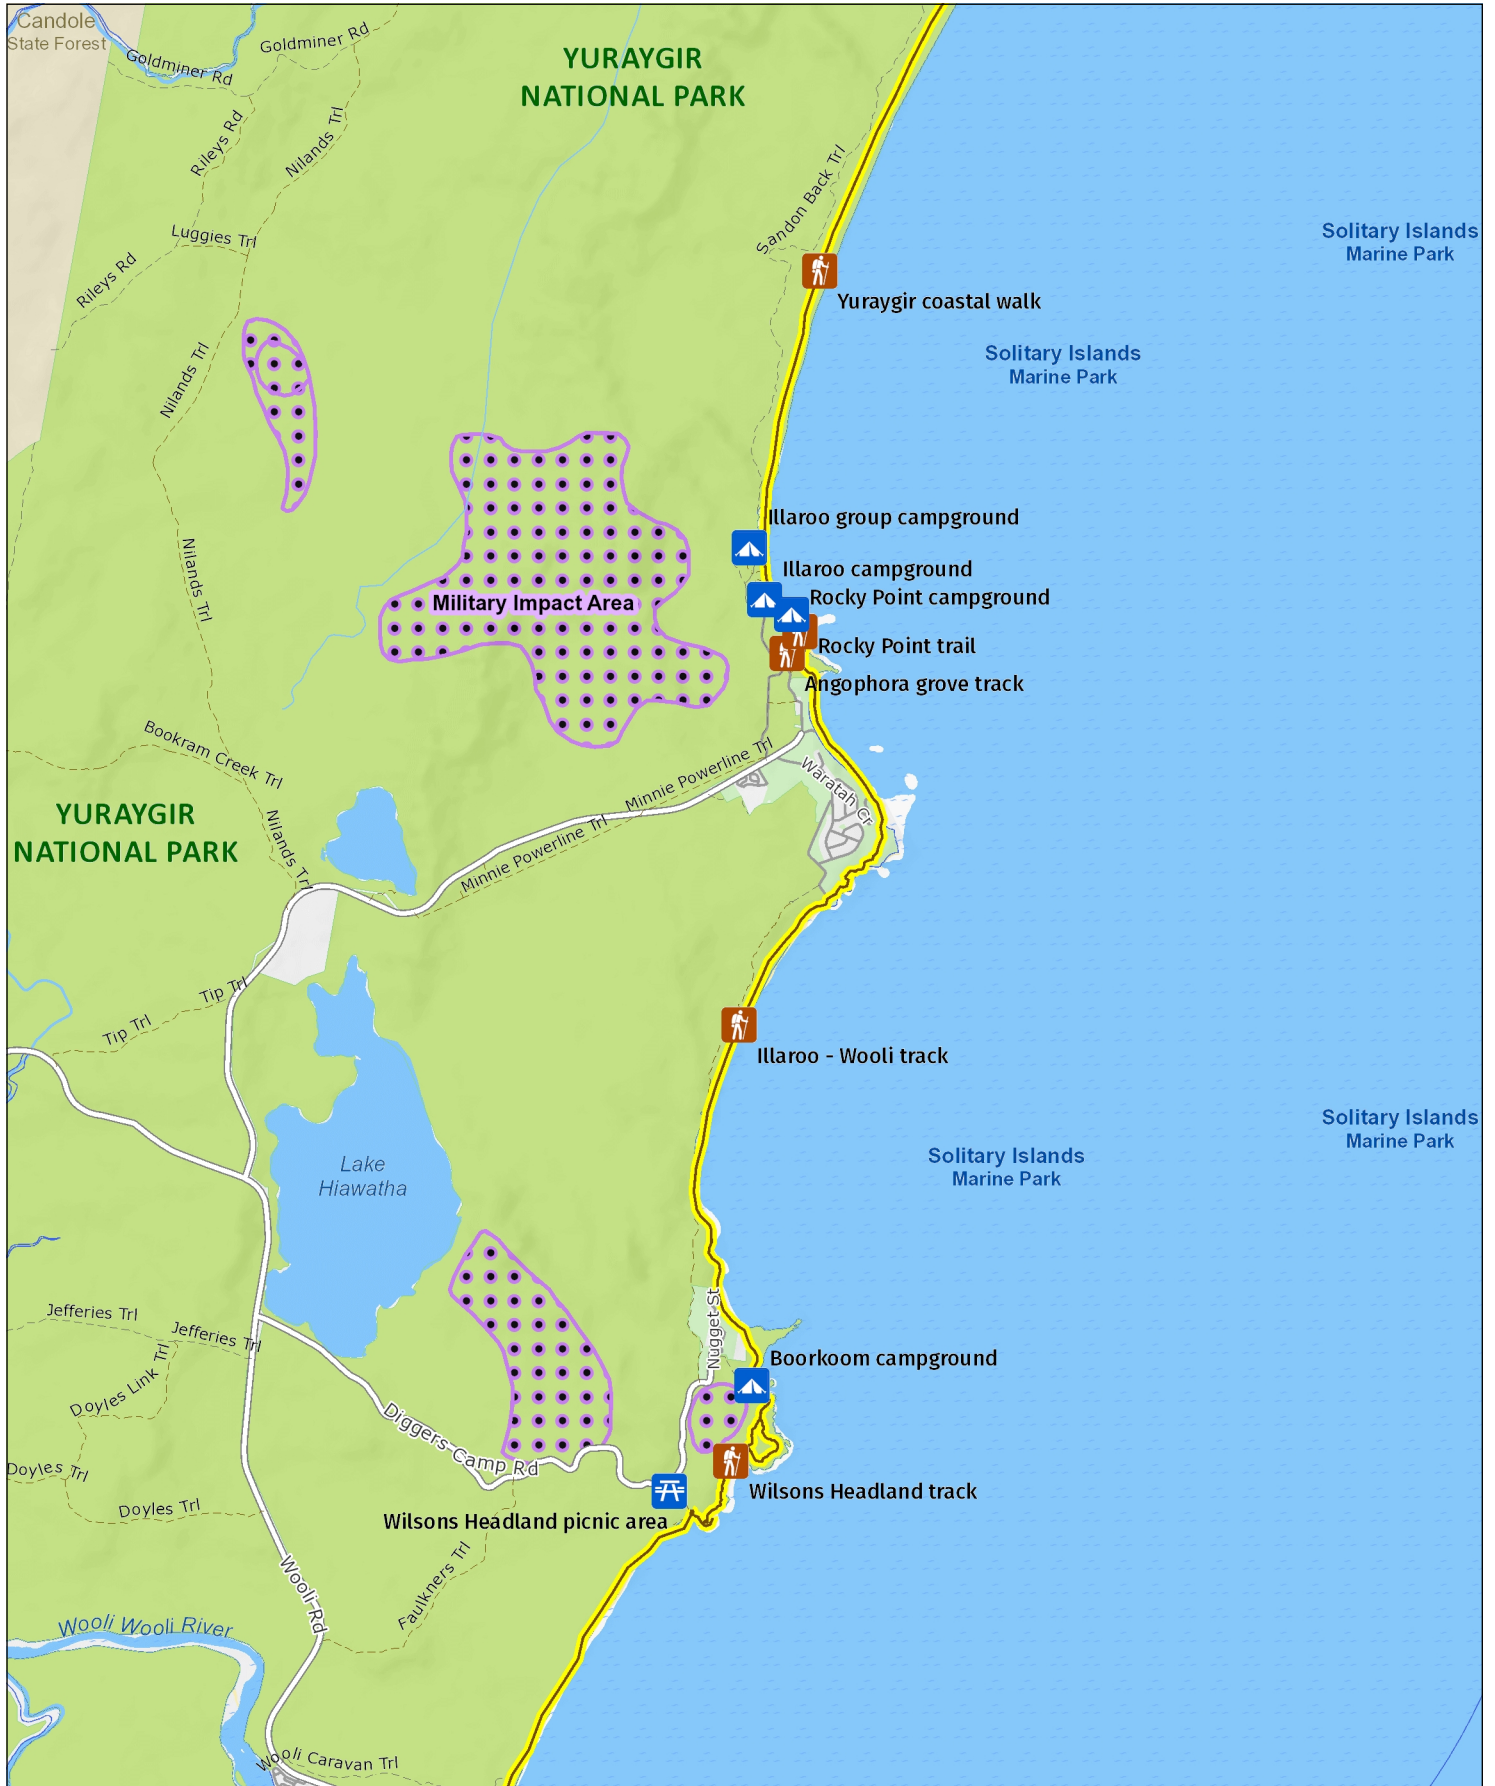 Candole
State Forest
Goldminer Rd
Goldminer Rd
YURAYGIR
NATIONAL PARK
Rileys Rd
Nilands Trl
Sandon Back Trl
Luggies Trl
Rileys Rd
Solitary Islands
Marine Park
Yuraygir coastal walk
Solitary Islands
Marine Park
Nilands Trl
Illaroo group campground
Illaroo campground
Nilands Trl
Rocky Point campground
Military Impact Area
Rocky Point trail
Angophora grove track
Bookram Creek Trl
Minnie Powerline Trl
Waratah Cr
YURAYGIR
NATIONAL PARK
Nilands Trl
Minnie Powerline Trl
Tip Trl
Tip Trl
Illaroo - Wooli track
Solitary Islands
Marine Park
Solitary Islands
Marine Park
Lake
Hiawatha
Jefferies Trl
Jefferies Trl
Nugget St
Boorkoom campground
Doyles Link Trl
Diggers Camp Rd
Doyles Trl
Wilsons Headland track
Doyles Trl
Wilsons Headland picnic area
Faulkners Trl
Wooli Rd
Wooli Wooli River
Wooli Caravan Trl